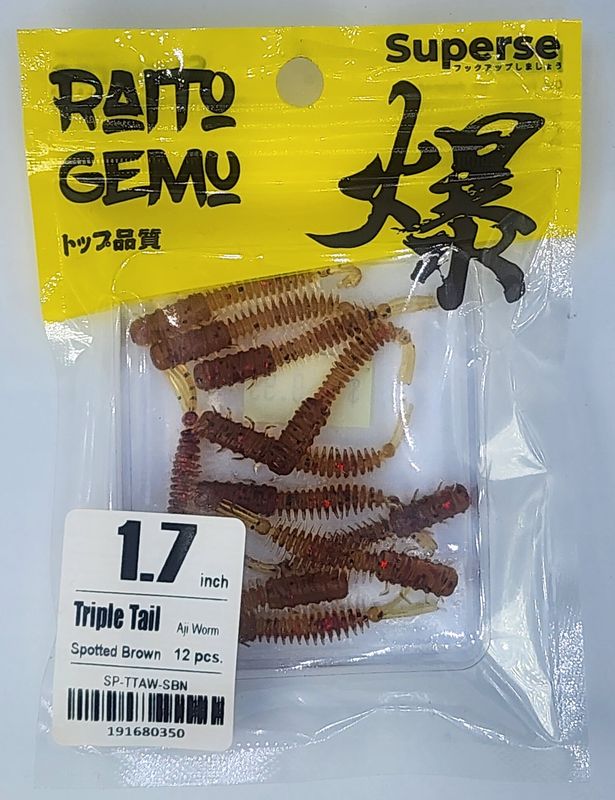 Superse
フックアップしましょう
RAITO
GEMU
トップ品質
爆
1.7 inch
Triple Tail Aji Worm
Spotted Brown 12 pcs.
SP-TTAW-SBN
191680350